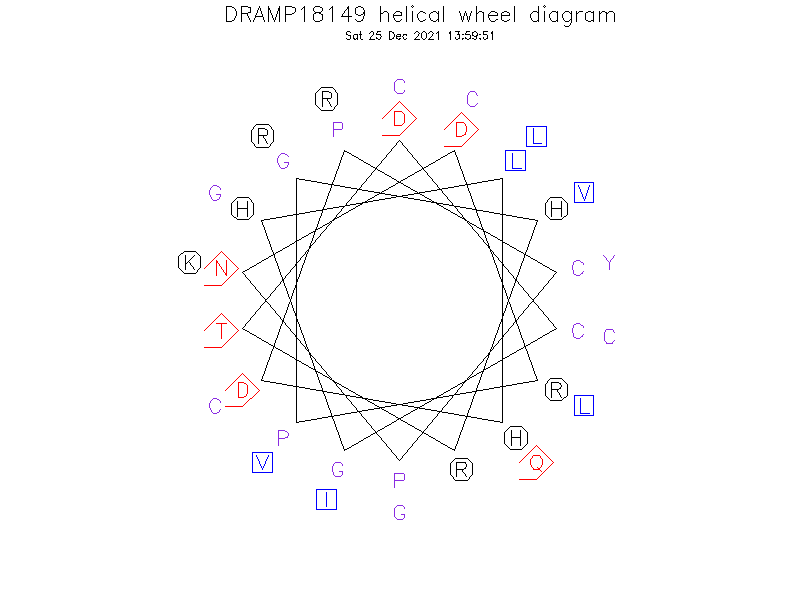 DRAMP18149 helical wheel diagram
Sat 25 Dec 2021 13:59:51
C
R D C
R P D L
G L
G H H V
K N C Y
T C C
C D R L
P H
V G P R Q
I G